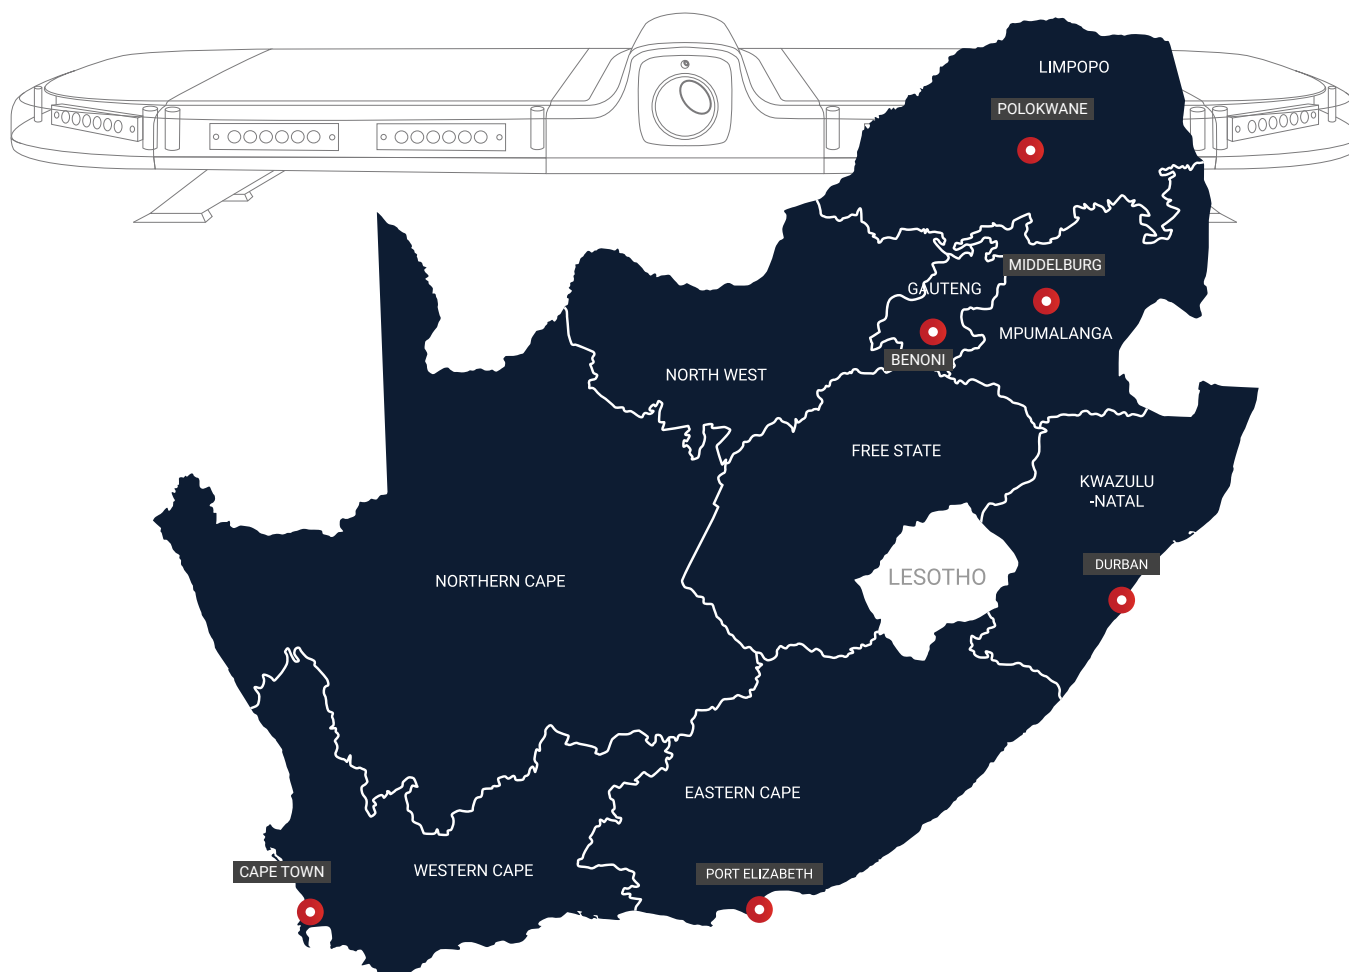 LIMPOPO
POLOKWANE
MIDDELBURG
GAUTENG
MPUMALANGA
BENONI
NORTH WEST
FREE STATE
KWAZULU
-NATAL
DURBAN
LESOTHO
NORTHERN CAPE
EASTERN CAPE
WESTERN CAPE
CAPE TOWN
PORT ELIZABETH